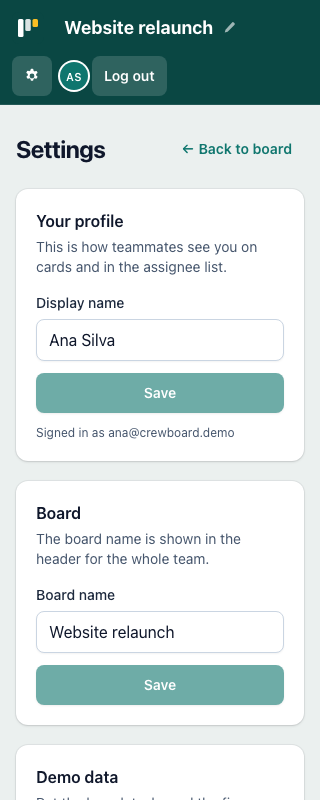 Website relaunch
AS
Log out
Settings
← Back to board
Your profile
This is how teammates see you on
cards and in the assignee list.
Display name
Ana Silva
Save
Signed in as ana@crewboard.demo
Board
The board name is shown in the
header for the whole team.
Board name
Website relaunch
Save
Demo data